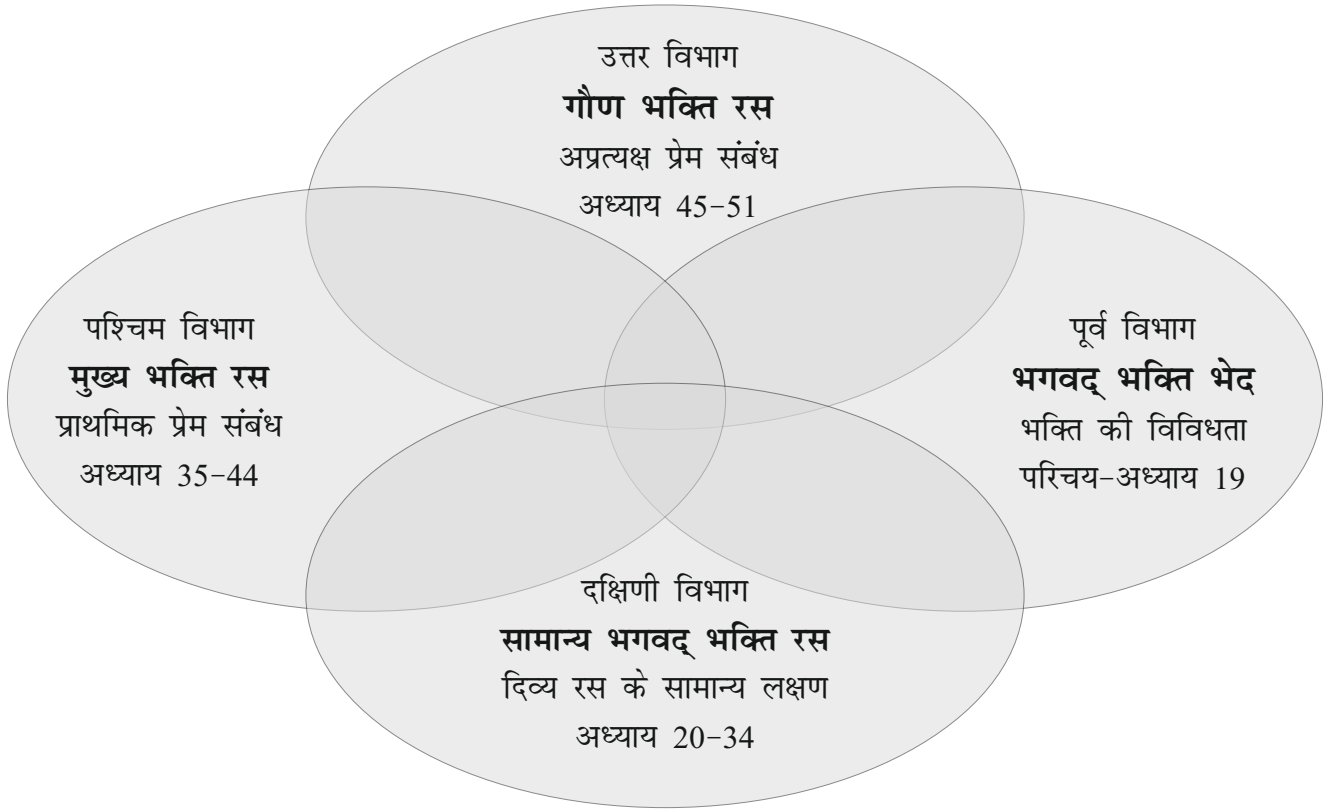 उत्तर विभाग
गौण भक्ति रस
अप्रत्यक्ष प्रेम संबंध
अध्याय 45-51
पश्चिम विभाग
मुख्य भक्ति रस
प्राथमिक प्रेम संबंध
अध्याय 35-44
पूर्व विभाग
भगवद् भक्ति भेद
भक्ति की विविधता
परिचय-अध्याय 19
दक्षिणी विभाग
सामान्य भगवद् भक्ति रस
दिव्य रस के सामान्य लक्षण
अध्याय 20-34